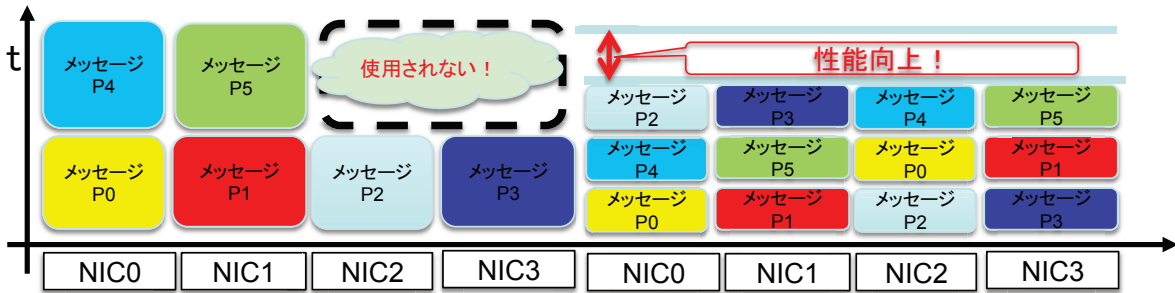 t
メッセージ
P4
メッセージ
P5
使用されない！
メッセージ
P0
メッセージ
P1
メッセージ
P2
メッセージ
P3
NIC0
NIC1
NIC2
NIC3
性能向上！
メッセージ
P2
メッセージ
P3
メッセージ
P4
メッセージ
P5
メッセージ
P4
メッセージ
P5
メッセージ
P0
メッセージ
P1
メッセージ
P0
メッセージ
P1
メッセージ
P2
メッセージ
P3
NIC0
NIC1
NIC2
NIC3